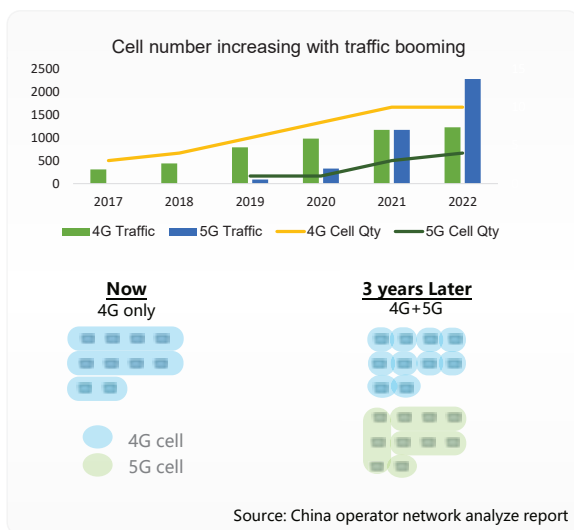 Cell number increasing with traffic booming
2500
2000
1500
1000
500
0
2017 2018 2019 2020 2021 2022
4G Traffic 5G Traffic 4G Cell Qty 5G Cell Qty
Now 3 years Later
4G only 4G+5G
4G cell
5G cell
Source: China operator network analyze report